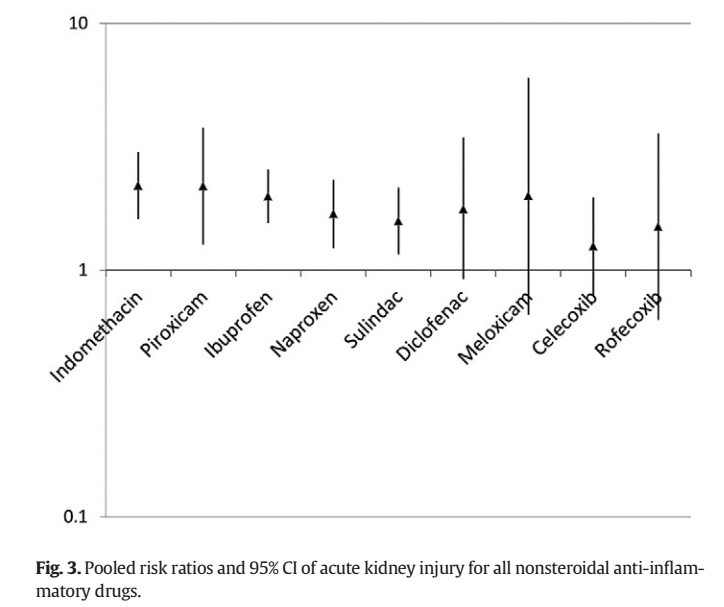 10
1
Indomethacin
Piroxicam
Ibuprofen
Naproxen
Sulindac
Diclofenac
Meloxicam
Celecoxib
Rofecoxib
0.1
Fig. 3. Pooled risk ratios and 95% CI of acute kidney injury for all nonsteroidal anti-inflam-
matory drugs.